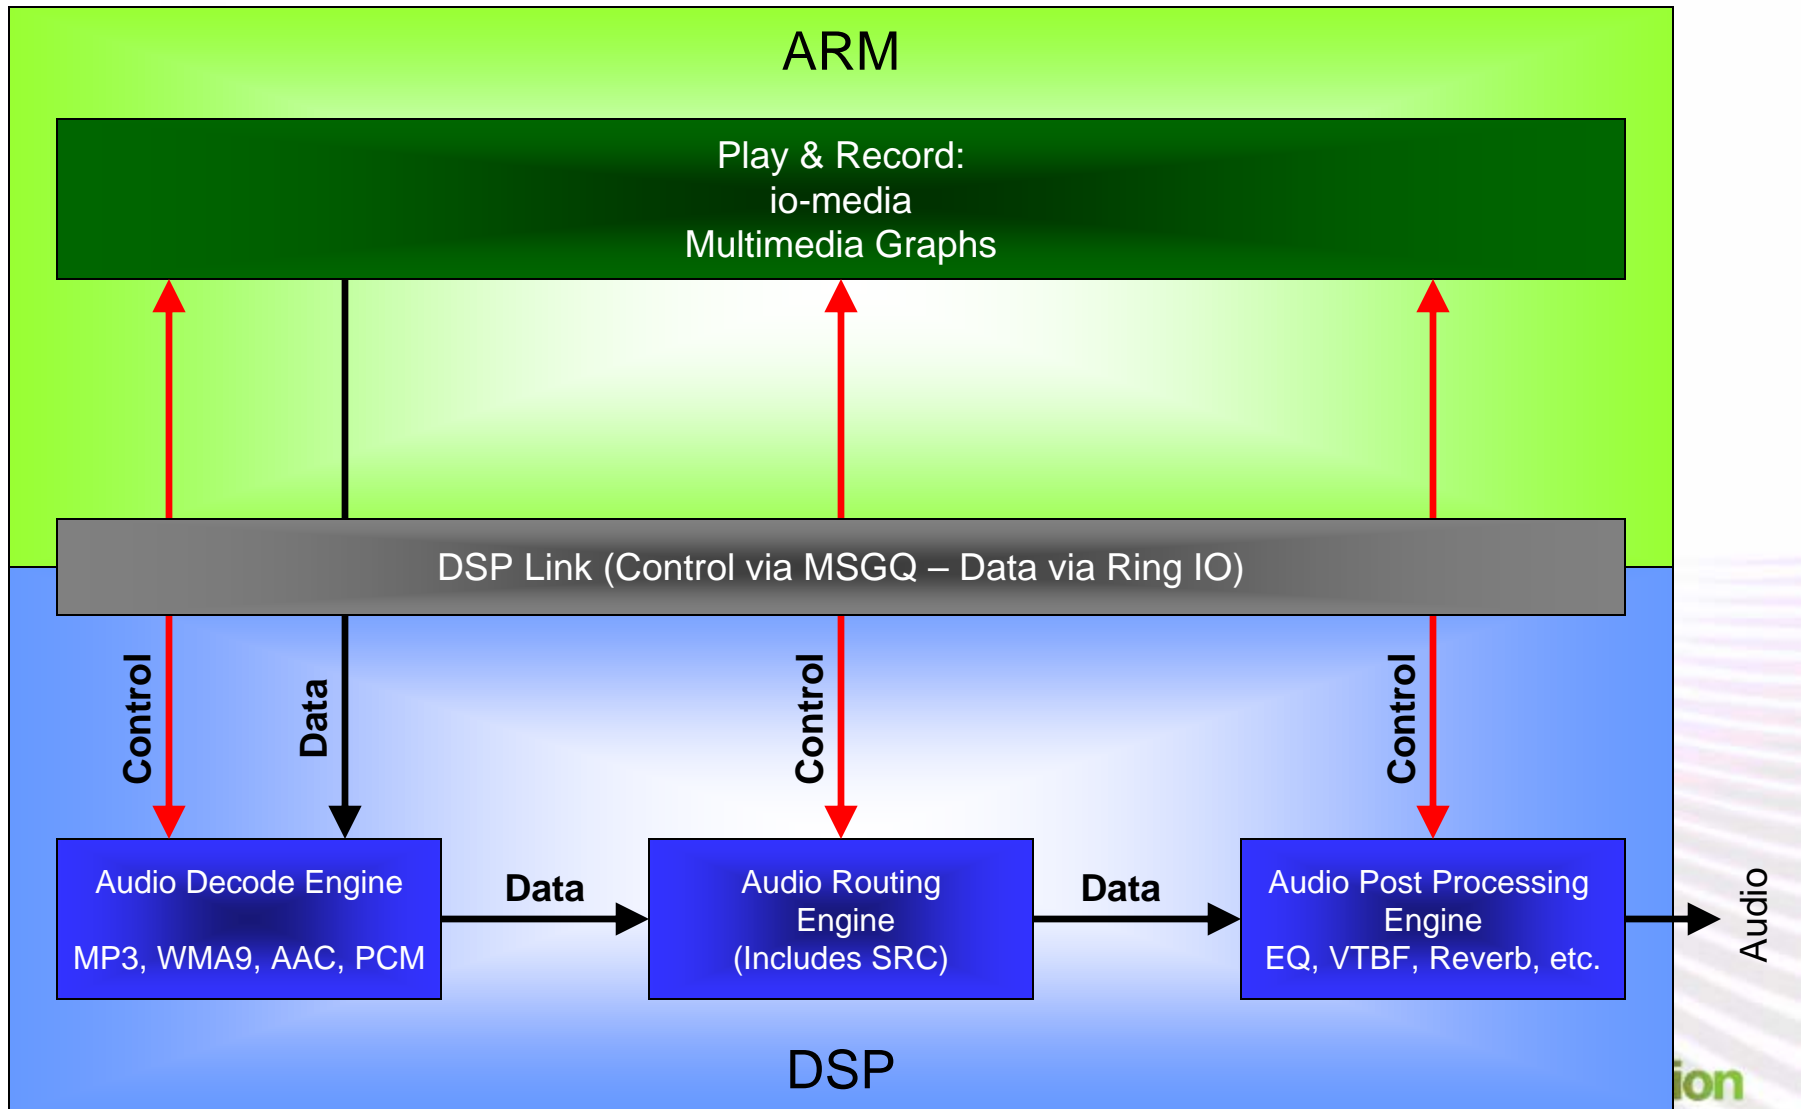 ARM
Play & Record:
io-media
Multimedia Graphs
DSP Link (Control via MSGQ – Data via Ring IO)
Control
Data
Control
Control
Audio Decode Engine
MP3, WMA9, AAC, PCM
Data
Audio Routing
Engine
(Includes SRC)
Data
Audio Post Processing
Engine
EQ, VTBF, Reverb, etc.
Audio
DSP